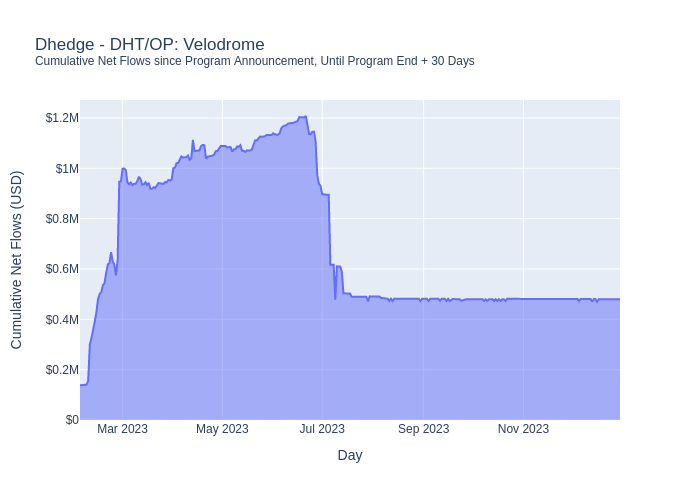 Dhedge - DHT/OP: Velodrome
Cumulative Net Flows since Program Announcement, Until Program End + 30 Days
Cumulative Net Flows (USD)
$1.2M
$1M
$0.8M
$0.6M
$0.4M
$0.2M
$0
Mar 2023
May 2023
Jul 2023
Sep 2023
Nov 2023
Day